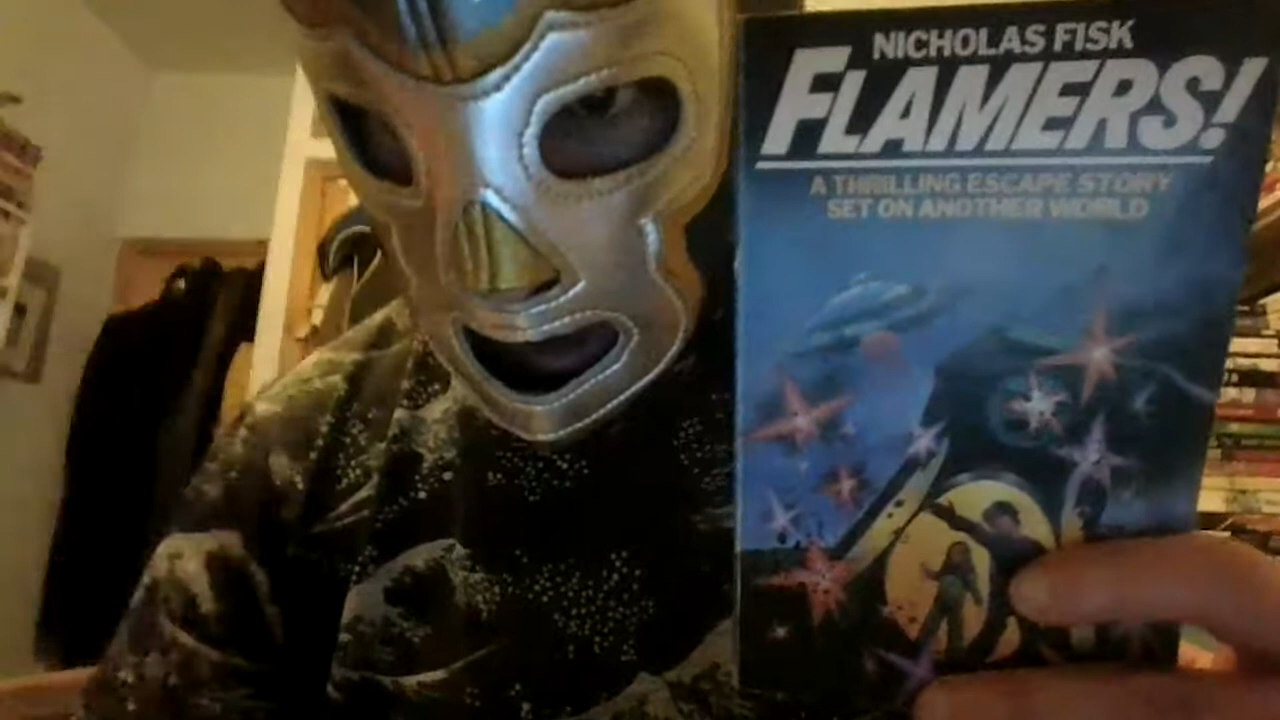 NICHOLAS FISK
FLAMERS!
A THRILLING ESCAPE STORY
SET ON ANOTHER WORLD